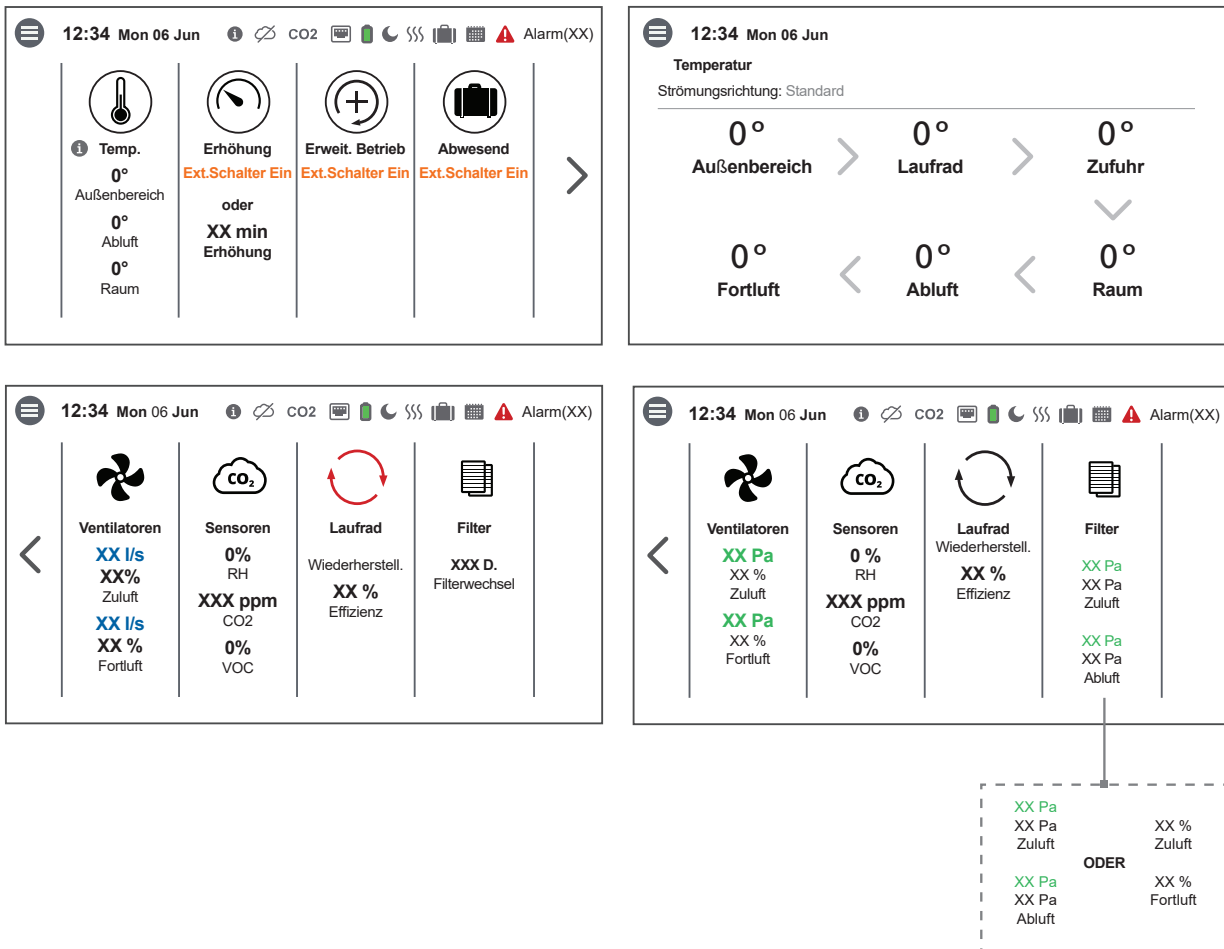 12:34 Mon 06 Jun CO2 Alarm(XX)
Temp.
0°
Außenbereich
0°
Abluft
0°
Raum
Erhöhung
Ext.Schalter Ein
oder
XX min
Erhöhung
Erweit. Betrieb
Ext.Schalter Ein
Abwesend
Ext.Schalter Ein
12:34 Mon 06 Jun
Temperatur
Strömungsrichtung: Standard
0°
Außenbereich
0°
Laufrad
0°
Zufuhr
0°
Fortluft
0°
Abluft
0°
Raum
12:34 Mon 06 Jun CO2 Alarm(XX)
Ventilatoren
XX l/s
XX%
Zuluft
XX l/s
XX %
Fortluft
CO₂
Sensoren
0%
RH
XXX ppm
CO2
0%
VOC
Laufrad
Wiederherstell.
XX %
Effizienz
Filter
XXX D.
Filterwechsel
12:34 Mon 06 Jun CO2 Alarm(XX)
Ventilatoren
XX Pa
XX %
Zuluft
XX Pa
XX %
Fortluft
CO₂
Sensoren
0 %
RH
XXX ppm
CO2
0%
VOC
Laufrad
Wiederherstell.
XX %
Effizienz
Filter
XX Pa
XX Pa
Zuluft
XX Pa
XX Pa
Abluft
XX Pa
XX Pa
Zuluft
XX Pa
XX Pa
Abluft
ODER
XX %
Zuluft
XX %
Fortluft